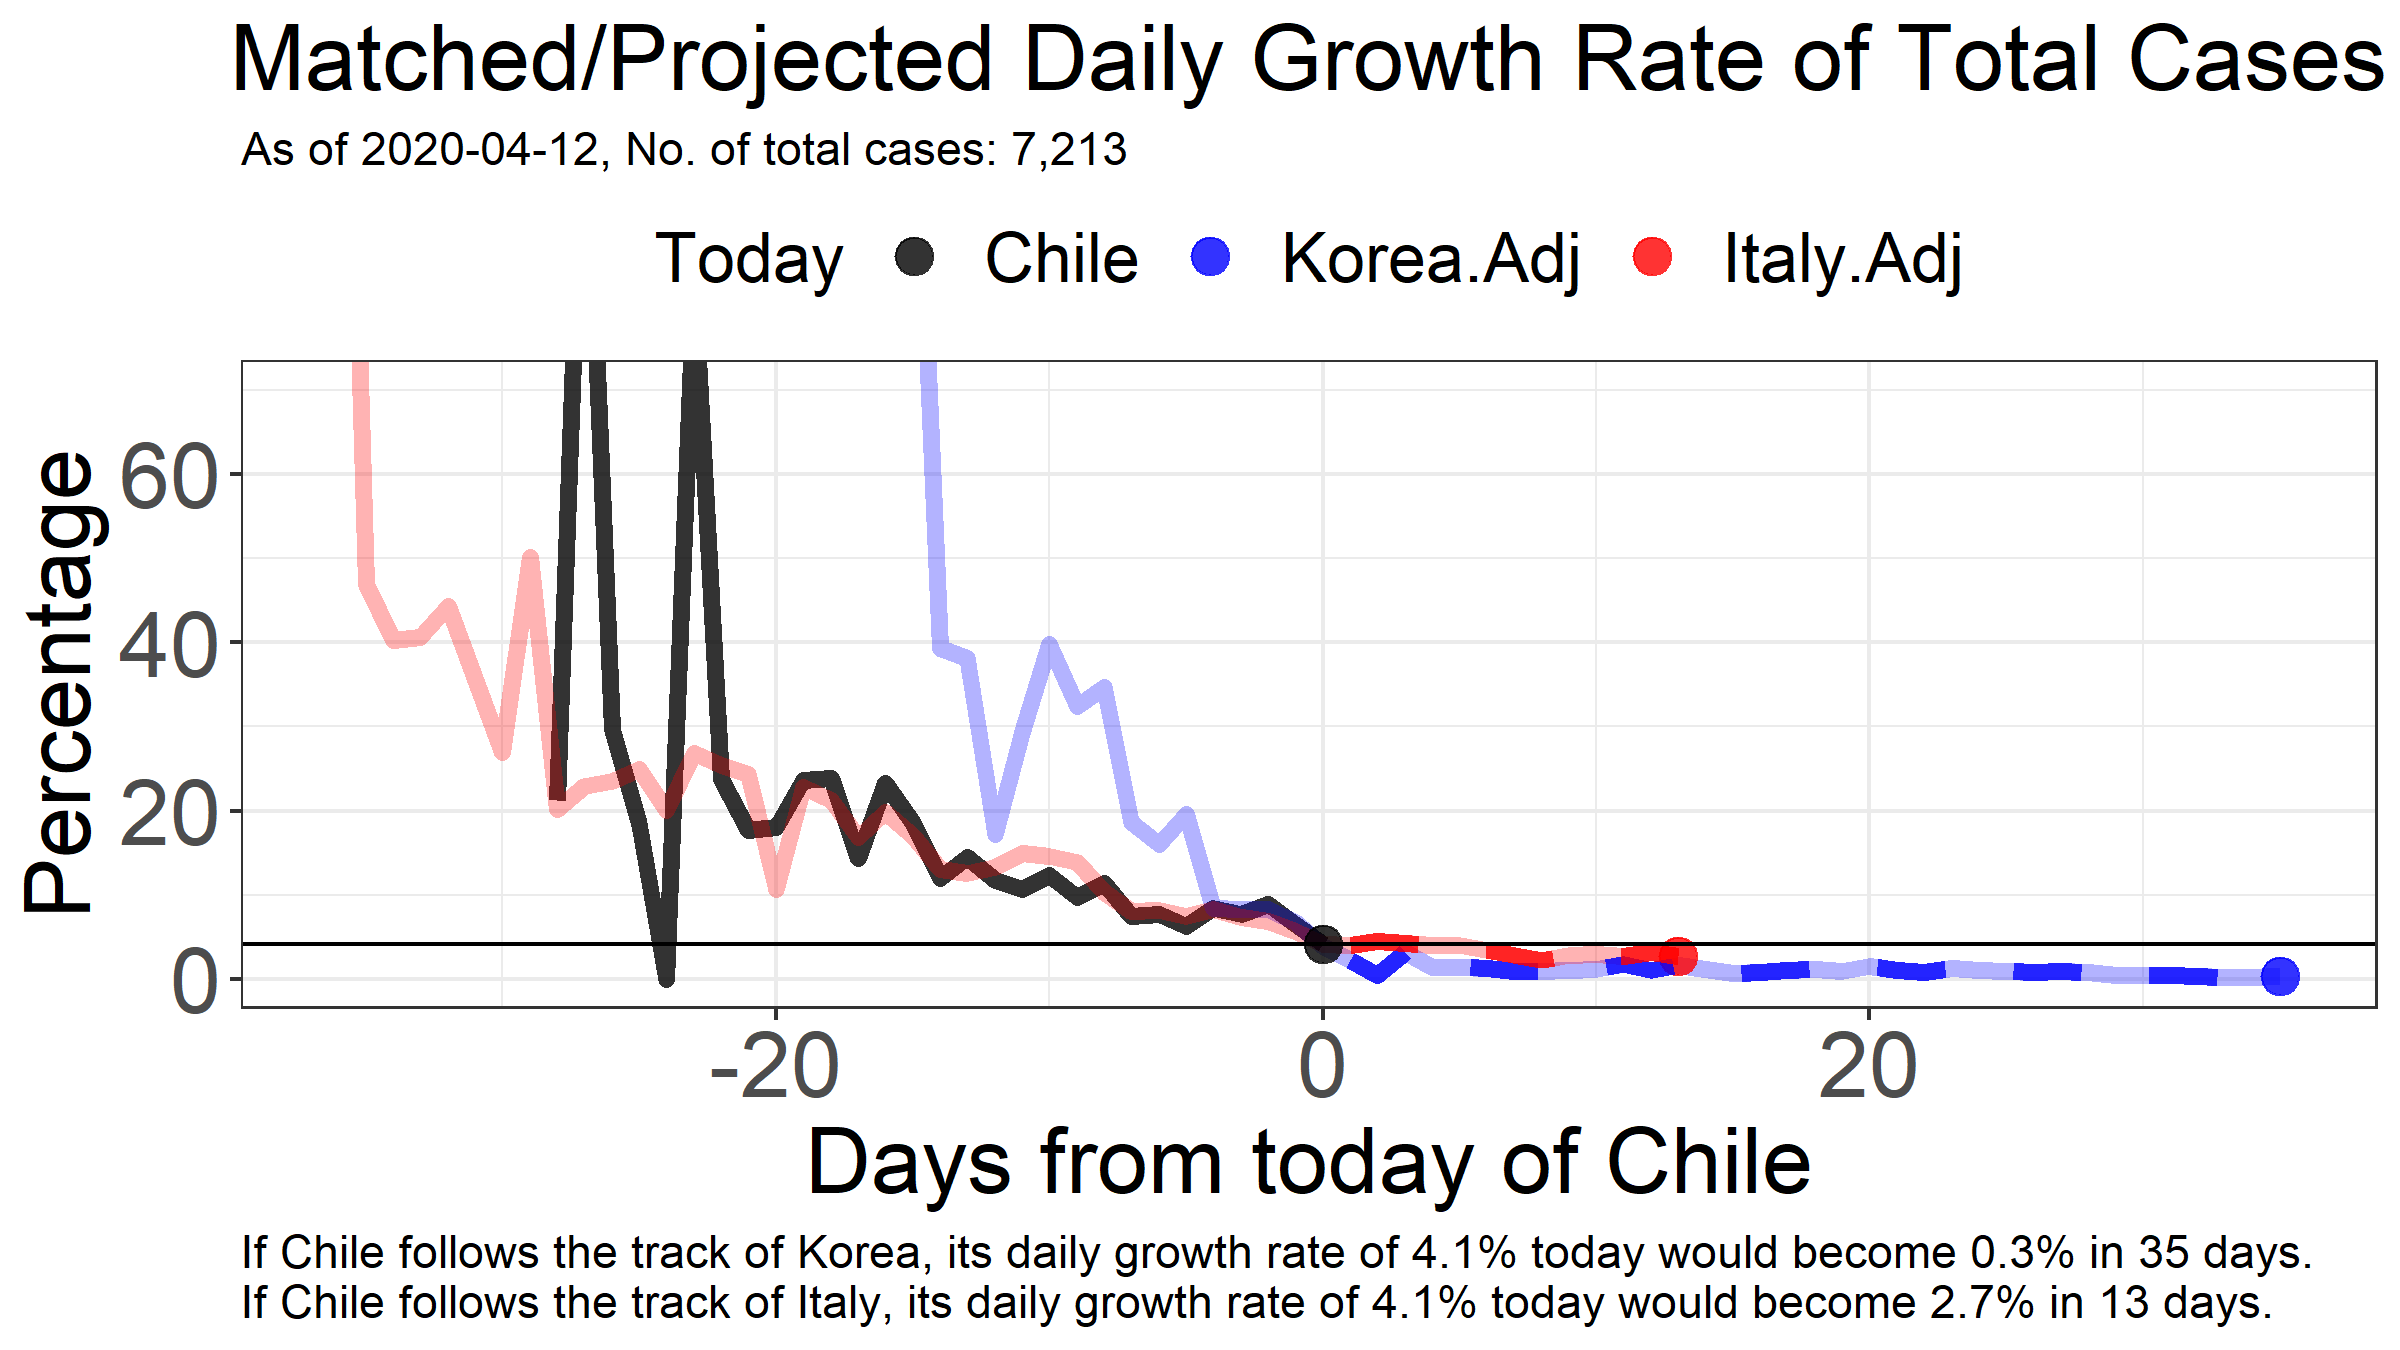 Matched/Projected Daily Growth Rate of Total Cases
As of 2020-04-12, No. of total cases: 7,213
Today Chile Korea.Adj Italy.Adj
Percentage
60
40
20
0
-20 0 20
Days from today of Chile
If Chile follows the track of Korea, its daily growth rate of 4.1% today would become 0.3% in 35 days.
If Chile follows the track of Italy, its daily growth rate of 4.1% today would become 2.7% in 13 days.